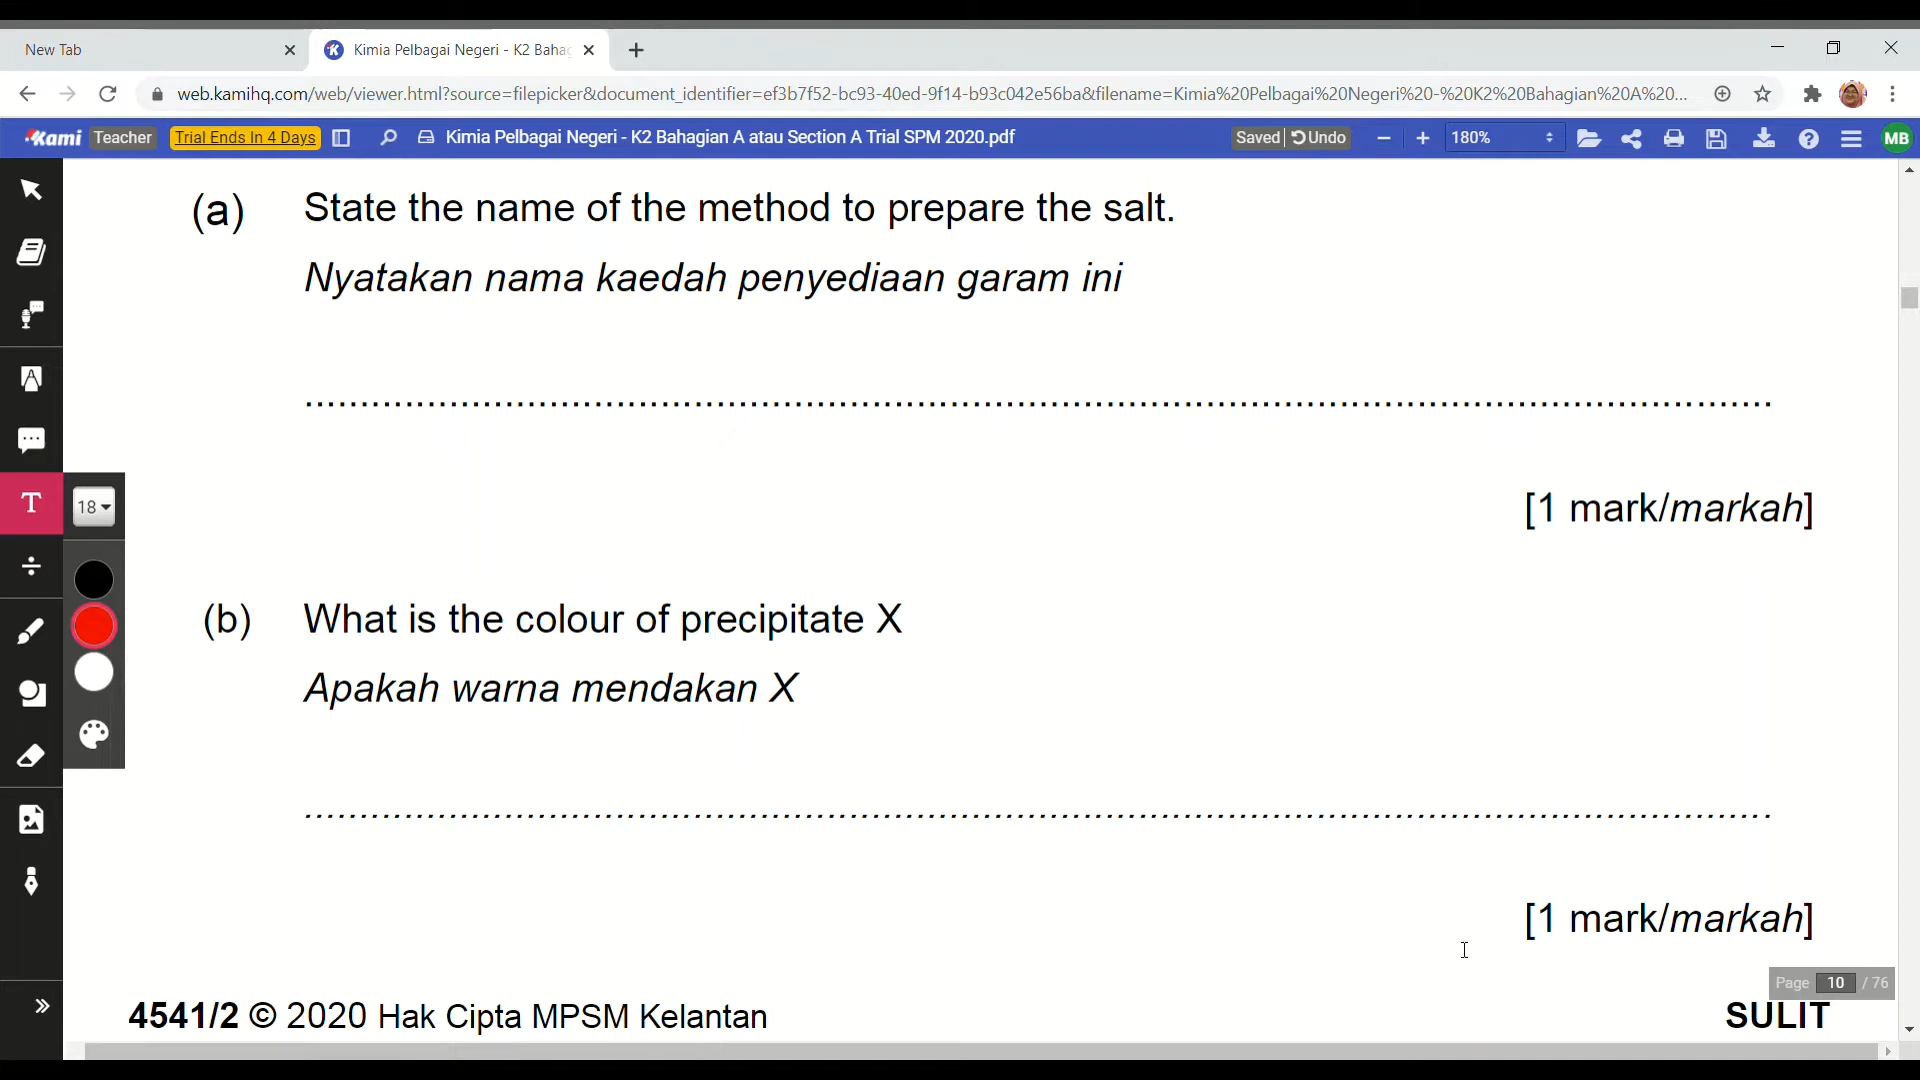 New Tab
Kimia Pelbagai Negeri - K2 Bahag
web.kamihq.com/web/viewer.html?source=filepicker&document_identifier=ef3b7f52-bc93-40ed-9f14-b93c042e56ba&filename=Kimia%20Pelbagai%20Negeri%20-%20K2%20Bahagian%20A%20...
Kami Teacher Trial Ends In 4 Days Kimia Pelbagai Negeri - K2 Bahagian A atau Section A Trial SPM 2020.pdf Saved Undo 180% MB
(a) State the name of the method to prepare the salt.
Nyatakan nama kaedah penyediaan garam ini
[1 mark/markah]
T 18
(b) What is the colour of precipitate X
Apakah warna mendakan X
[1 mark/markah]
Page 10 / 76
4541/2 © 2020 Hak Cipta MPSM Kelantan SULIT